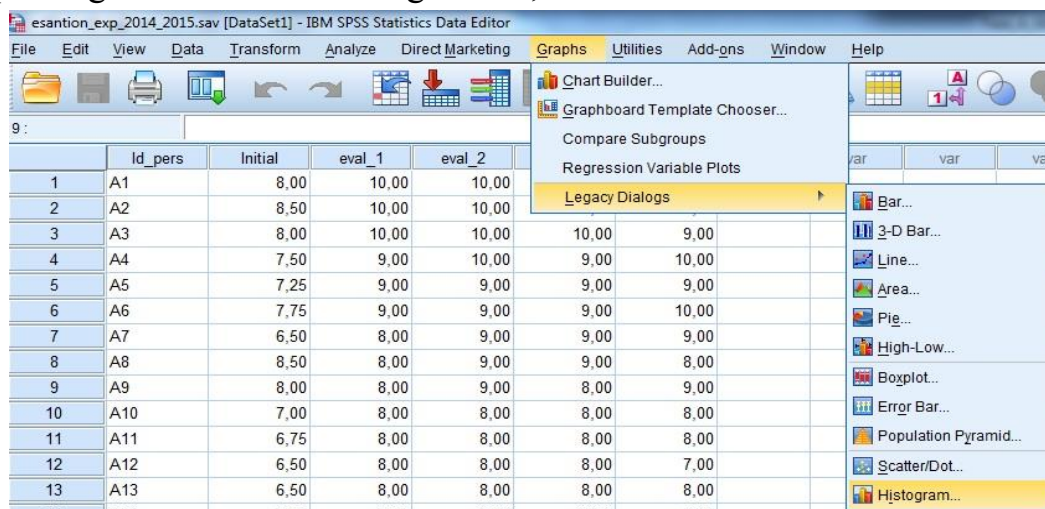 esantion_exp_2014_2015.sav [DataSet1] - IBM SPSS Statistics Data Editor
File Edit View Data Transform Analyze Direct Marketing Graphs Utilities Add-ons Window Help
Chart Builder...
Graphboard Template Chooser...
Compare Subgroups
Regression Variable Plots
Legacy Dialogs
Bar...
3-D Bar...
Line...
Area...
Pie...
High-Low...
Boxplot...
Error Bar...
Population Pyramid...
Scatter/Dot...
Histogram...
9 :
Id_pers Initial eval_1 eval_2 var var va
1 A1 8,00 10,00 10,00
2 A2 8,50 10,00 10,00
3 A3 8,00 10,00 10,00 10,00 9,00
4 A4 7,50 9,00 10,00 9,00 10,00
5 A5 7,25 9,00 9,00 9,00 9,00
6 A6 7,75 9,00 9,00 9,00 10,00
7 A7 6,50 8,00 9,00 9,00 9,00
8 A8 8,50 8,00 9,00 9,00 8,00
9 A9 8,00 8,00 9,00 8,00 9,00
10 A10 7,00 8,00 8,00 8,00 8,00
11 A11 6,75 8,00 8,00 8,00 8,00
12 A12 6,50 8,00 8,00 8,00 7,00
13 A13 6,50 8,00 8,00 8,00 8,00